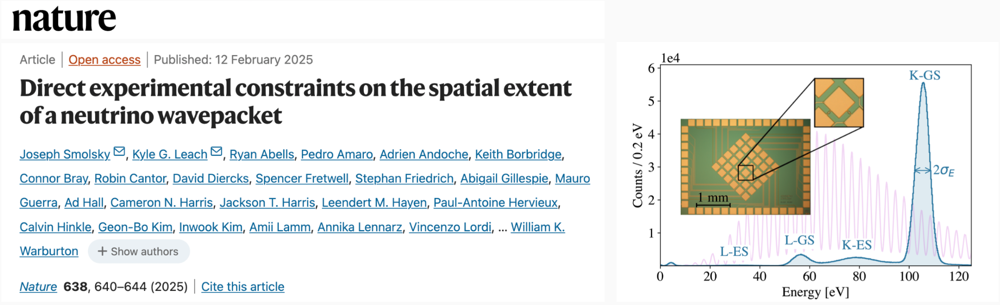 nature
Article | Open access | Published: 12 February 2025
Direct experimental constraints on the spatial extent
of a neutrino wavepacket
Joseph Smolsky, Kyle G. Leach, Ryan Abells, Pedro Amaro, Adrien Andoche, Keith Borbridge,
Connor Bray, Robin Cantor, David Diercks, Spencer Fretwell, Stephan Friedrich, Abigail Gillespie, Mauro
Guerra, Ad Hall, Cameron N. Harris, Jackson T. Harris, Leendert M. Hayen, Paul-Antoine Hervieux,
Calvin Hinkle, Geon-Bo Kim, Inwook Kim, Amii Lamm, Annika Lennarz, Vincenzo Lordi, ... William K.
Warburton + Show authors
Nature 638, 640–644 (2025) | Cite this article
1e4
6
5
4
3
2
1
Counts / 0.2 eV
K-GS
2σE
1 mm
L-GS
K-ES
L-ES
0 20 40 60 80 100 120
Energy [eV]